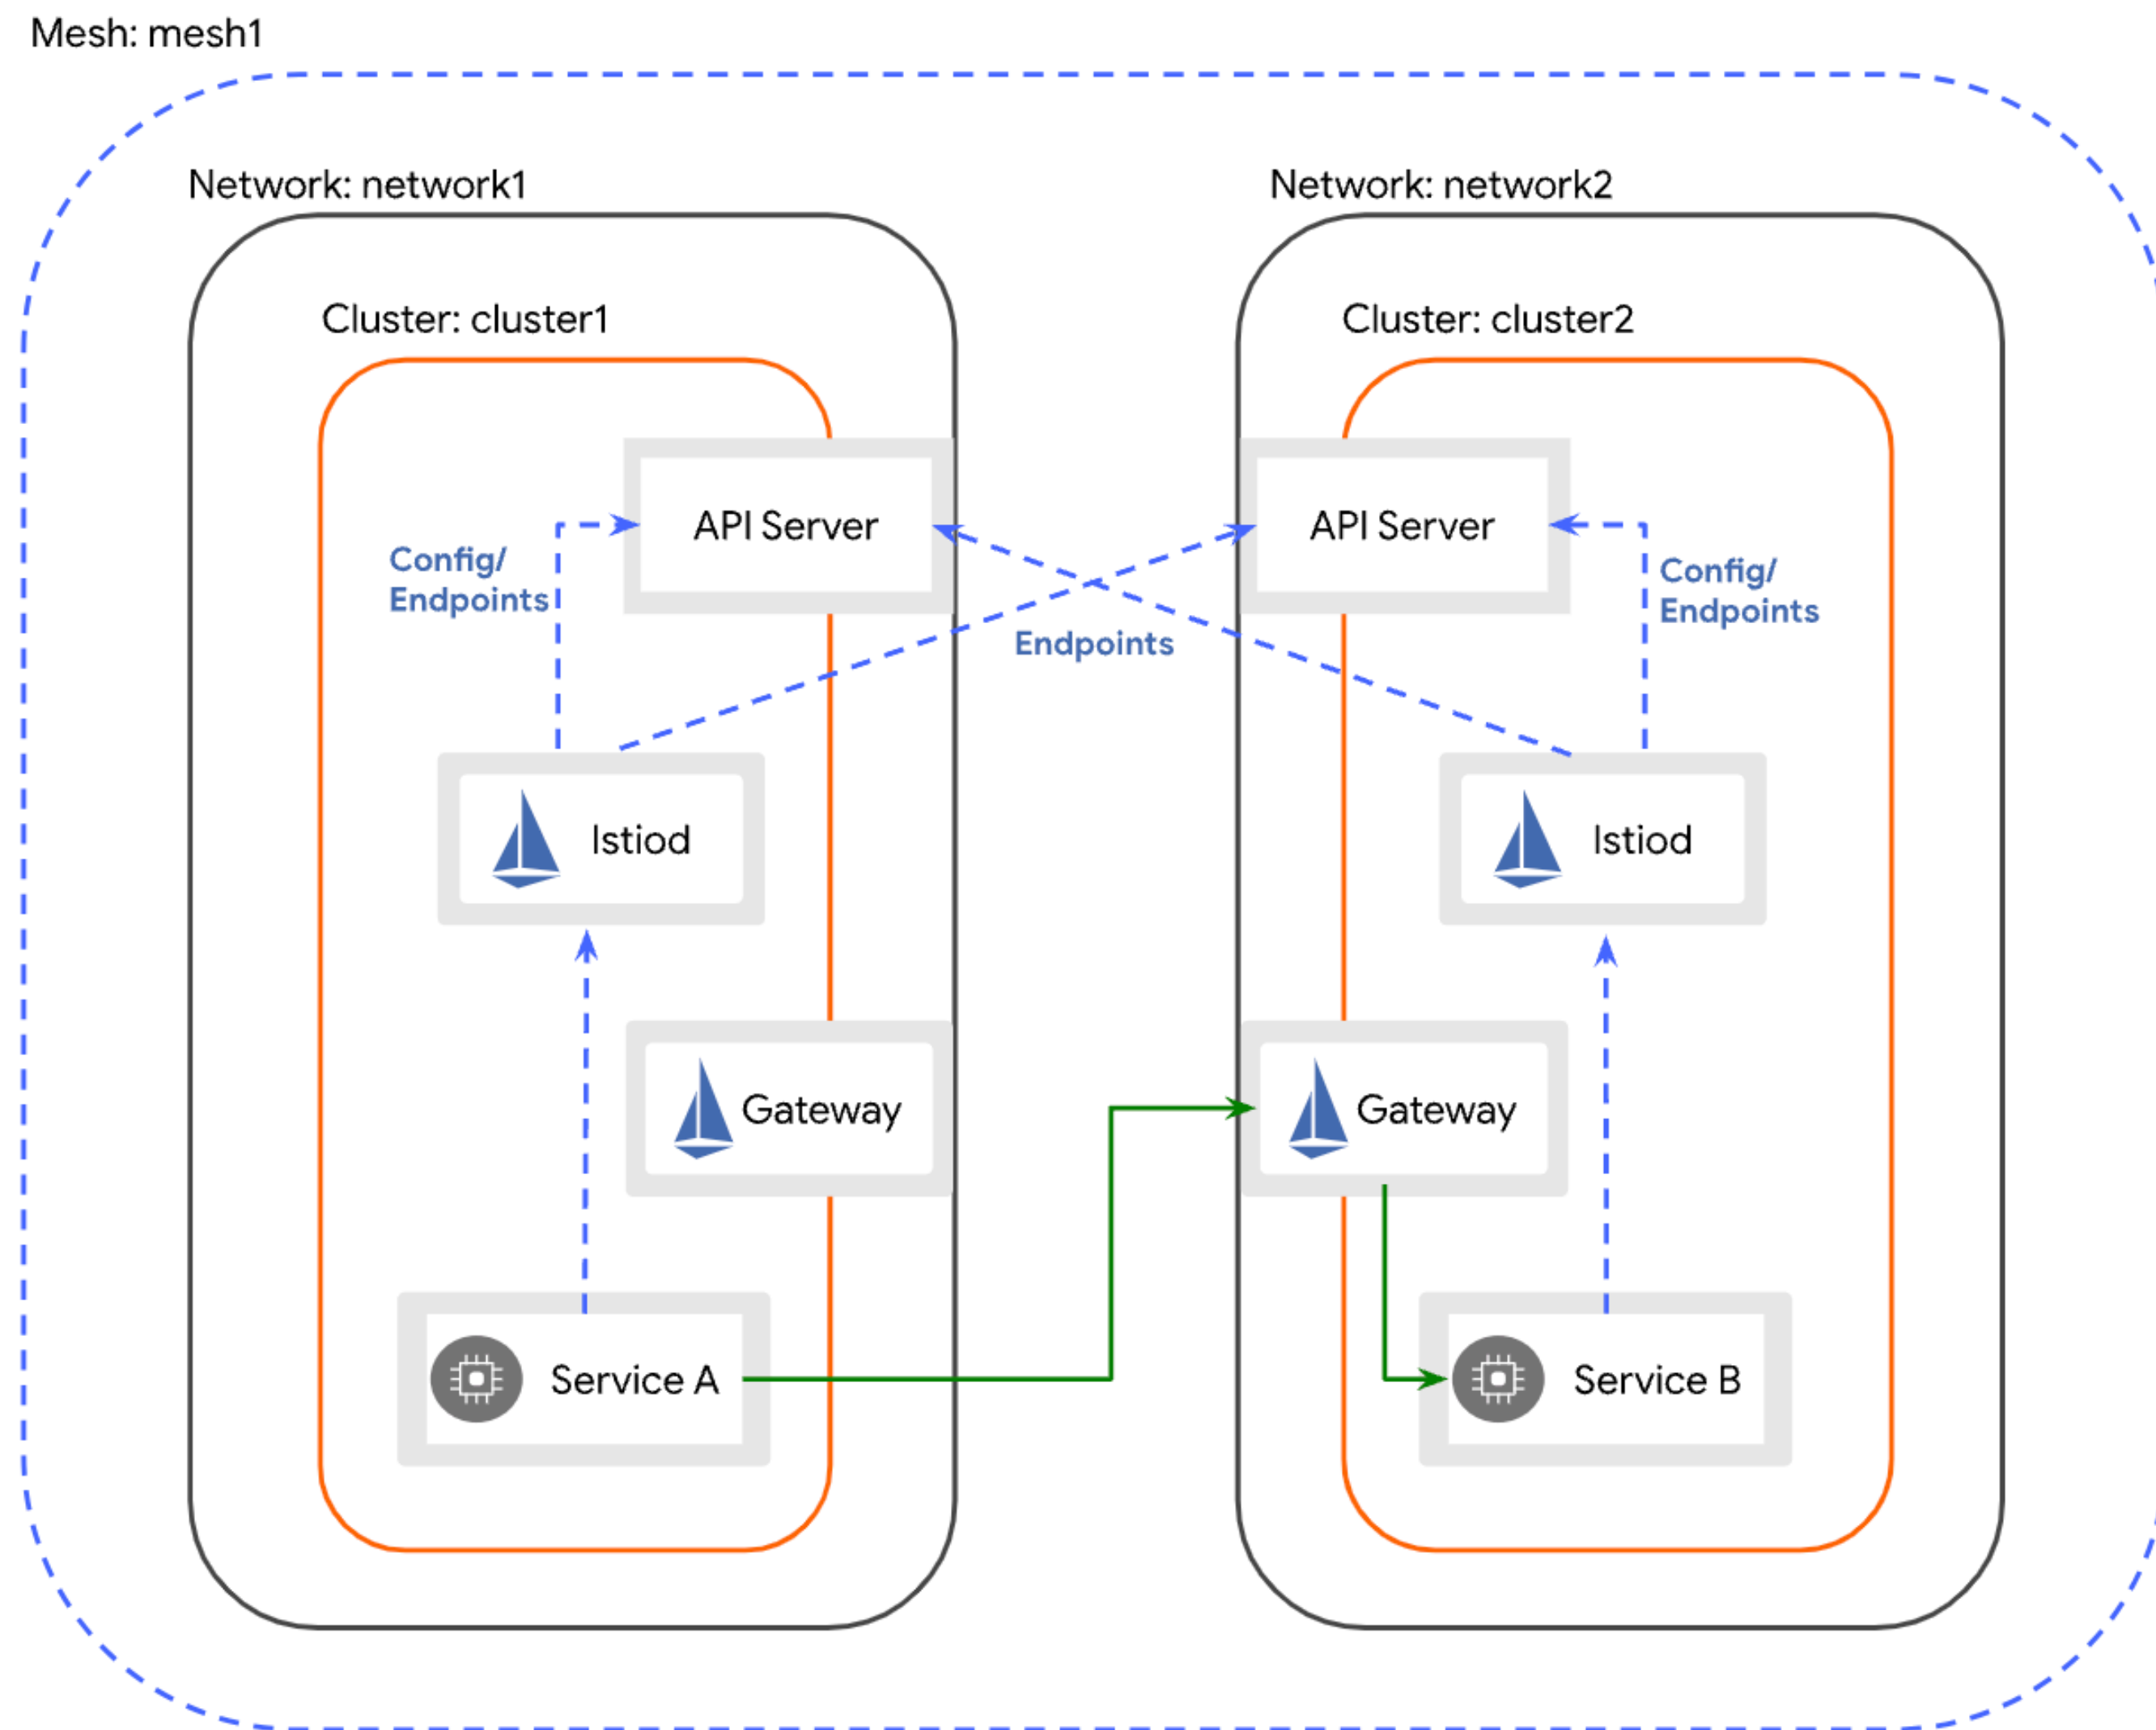 Mesh: mesh1
Network: network1
Network: network2
Cluster: cluster1
Cluster: cluster2
API Server
API Server
Config/
Endpoints
Config/
Endpoints
Endpoints
Istiod
Istiod
Gateway
Gateway
Service A
Service B